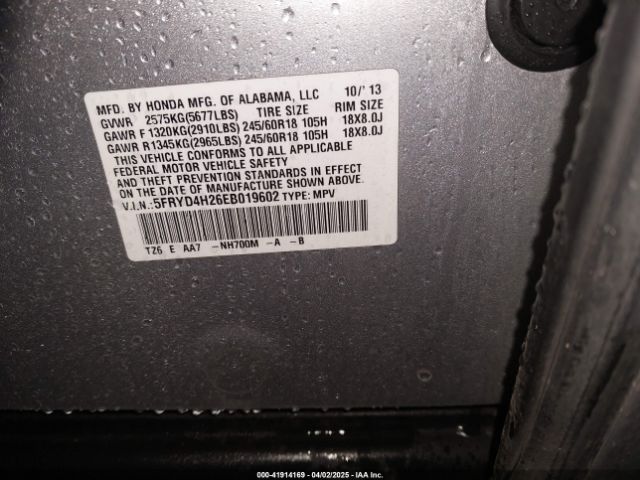 MFD. BY HONDA MFG. OF ALABAMA, LLC 10/'13
GVWR 2575KG(5677LBS) TIRE SIZE RIM SIZE
GAWR F 1320KG(2910LBS) 245/60R18 105H 18X8.0J
GAWR R1345KG(2965LBS) 245/60R18 105H 18X8.0J
THIS VEHICLE CONFORMS TO ALL APPLICABLE
FEDERAL MOTOR VEHICLE SAFETY
AND THEFT PREVENTION STANDARDS IN EFFECT
ON THE DATE OF MANUFACTURE SHOWN ABOVE.
V.I.N.:5FRYD4H26EB019602 TYPE: MPV
TZ6 E AA7 -NH700M -A -B
000-41914169 - 04/02/2025 - IAA Inc.